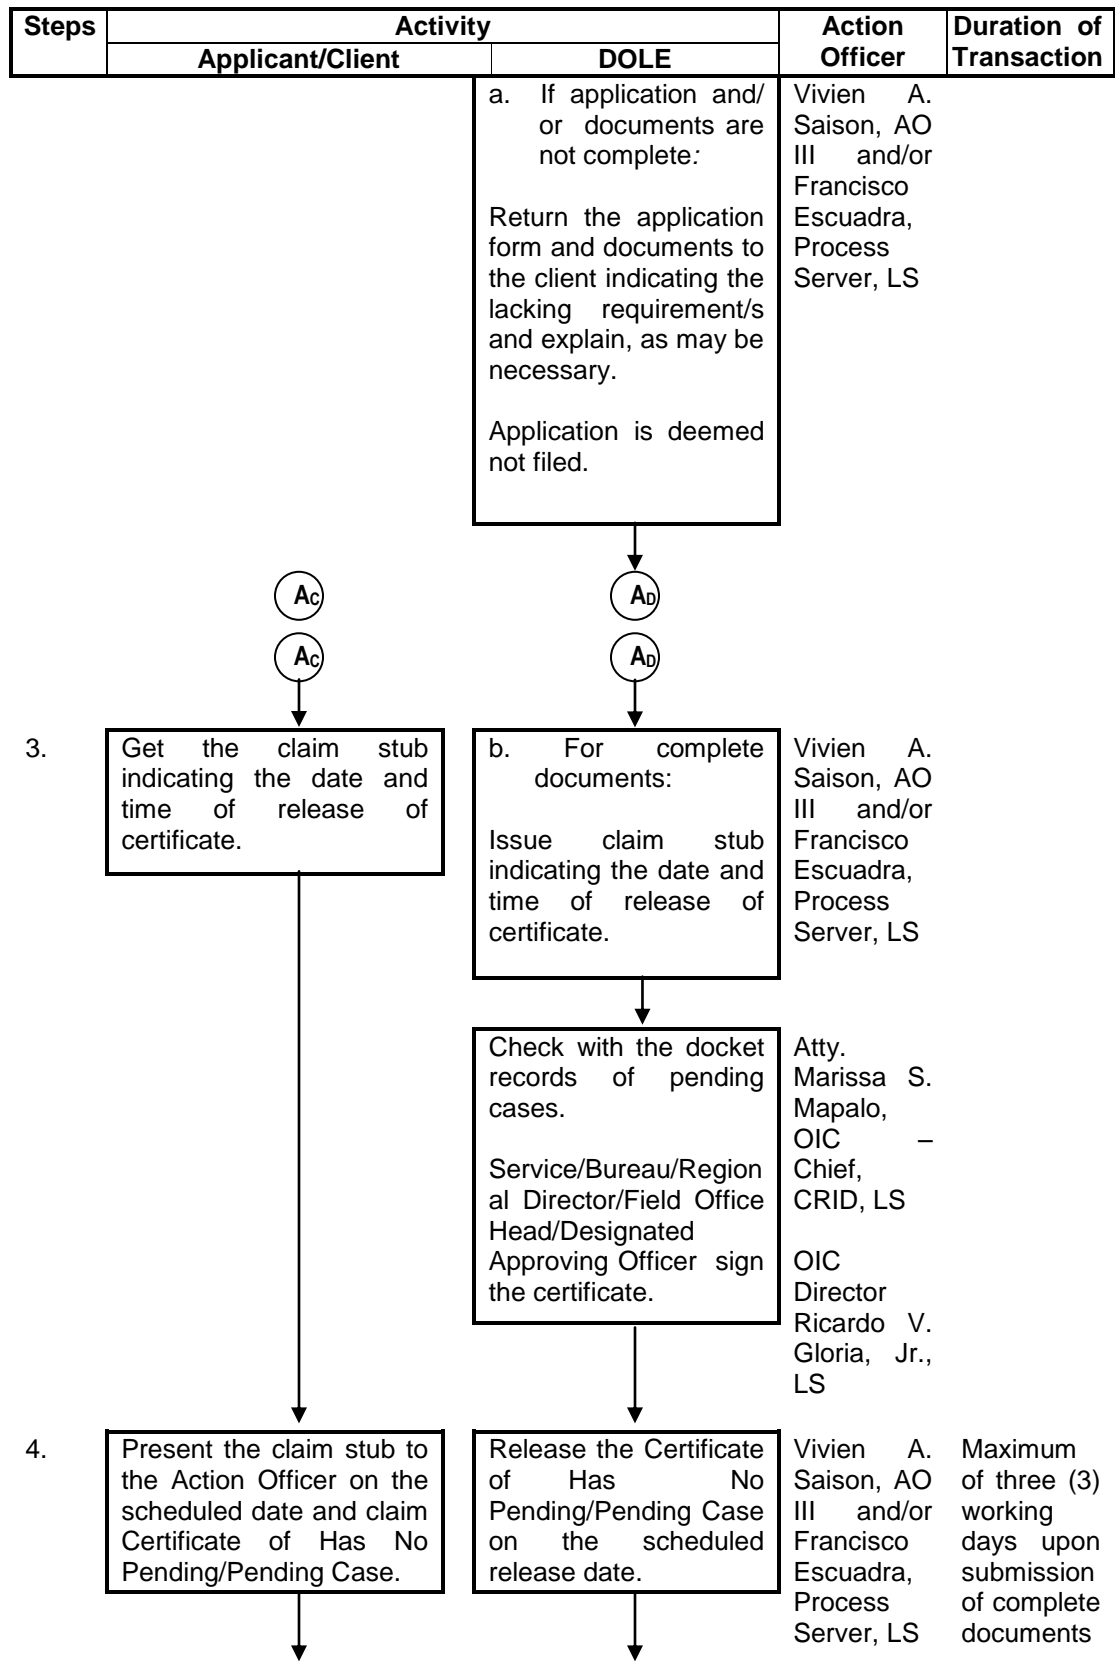 Steps
Activity
Action
Officer
Duration of
Transaction
Applicant/Client
DOLE
a. If application and/
or documents are
not complete:
Return the application
form and documents to
the client indicating the
lacking requirement/s
and explain, as may be
necessary.
Application is deemed
not filed.
Vivien A.
Saison, AO
III and/or
Francisco
Escuadra,
Process
Server, LS
AC
AD
AC
AD
3.
Get the claim stub
indicating the date and
time of release of
certificate.
b. For complete
documents:
Issue claim stub
indicating the date and
time of release of
certificate.
Vivien A.
Saison, AO
III and/or
Francisco
Escuadra,
Process
Server, LS
Check with the docket
records of pending
cases.
Service/Bureau/Region
al Director/Field Office
Head/Designated
Approving Officer sign
the certificate.
Atty.
Marissa S.
Mapalo,
OIC –
Chief,
CRID, LS
OIC
Director
Ricardo V.
Gloria, Jr.,
LS
4.
Present the claim stub to
the Action Officer on the
scheduled date and claim
Certificate of Has No
Pending/Pending Case.
Release the Certificate
of Has No
Pending/Pending Case
on the scheduled
release date.
Vivien A.
Saison, AO
III and/or
Francisco
Escuadra,
Process
Server, LS
Maximum
of three (3)
working
days upon
submission
of complete
documents